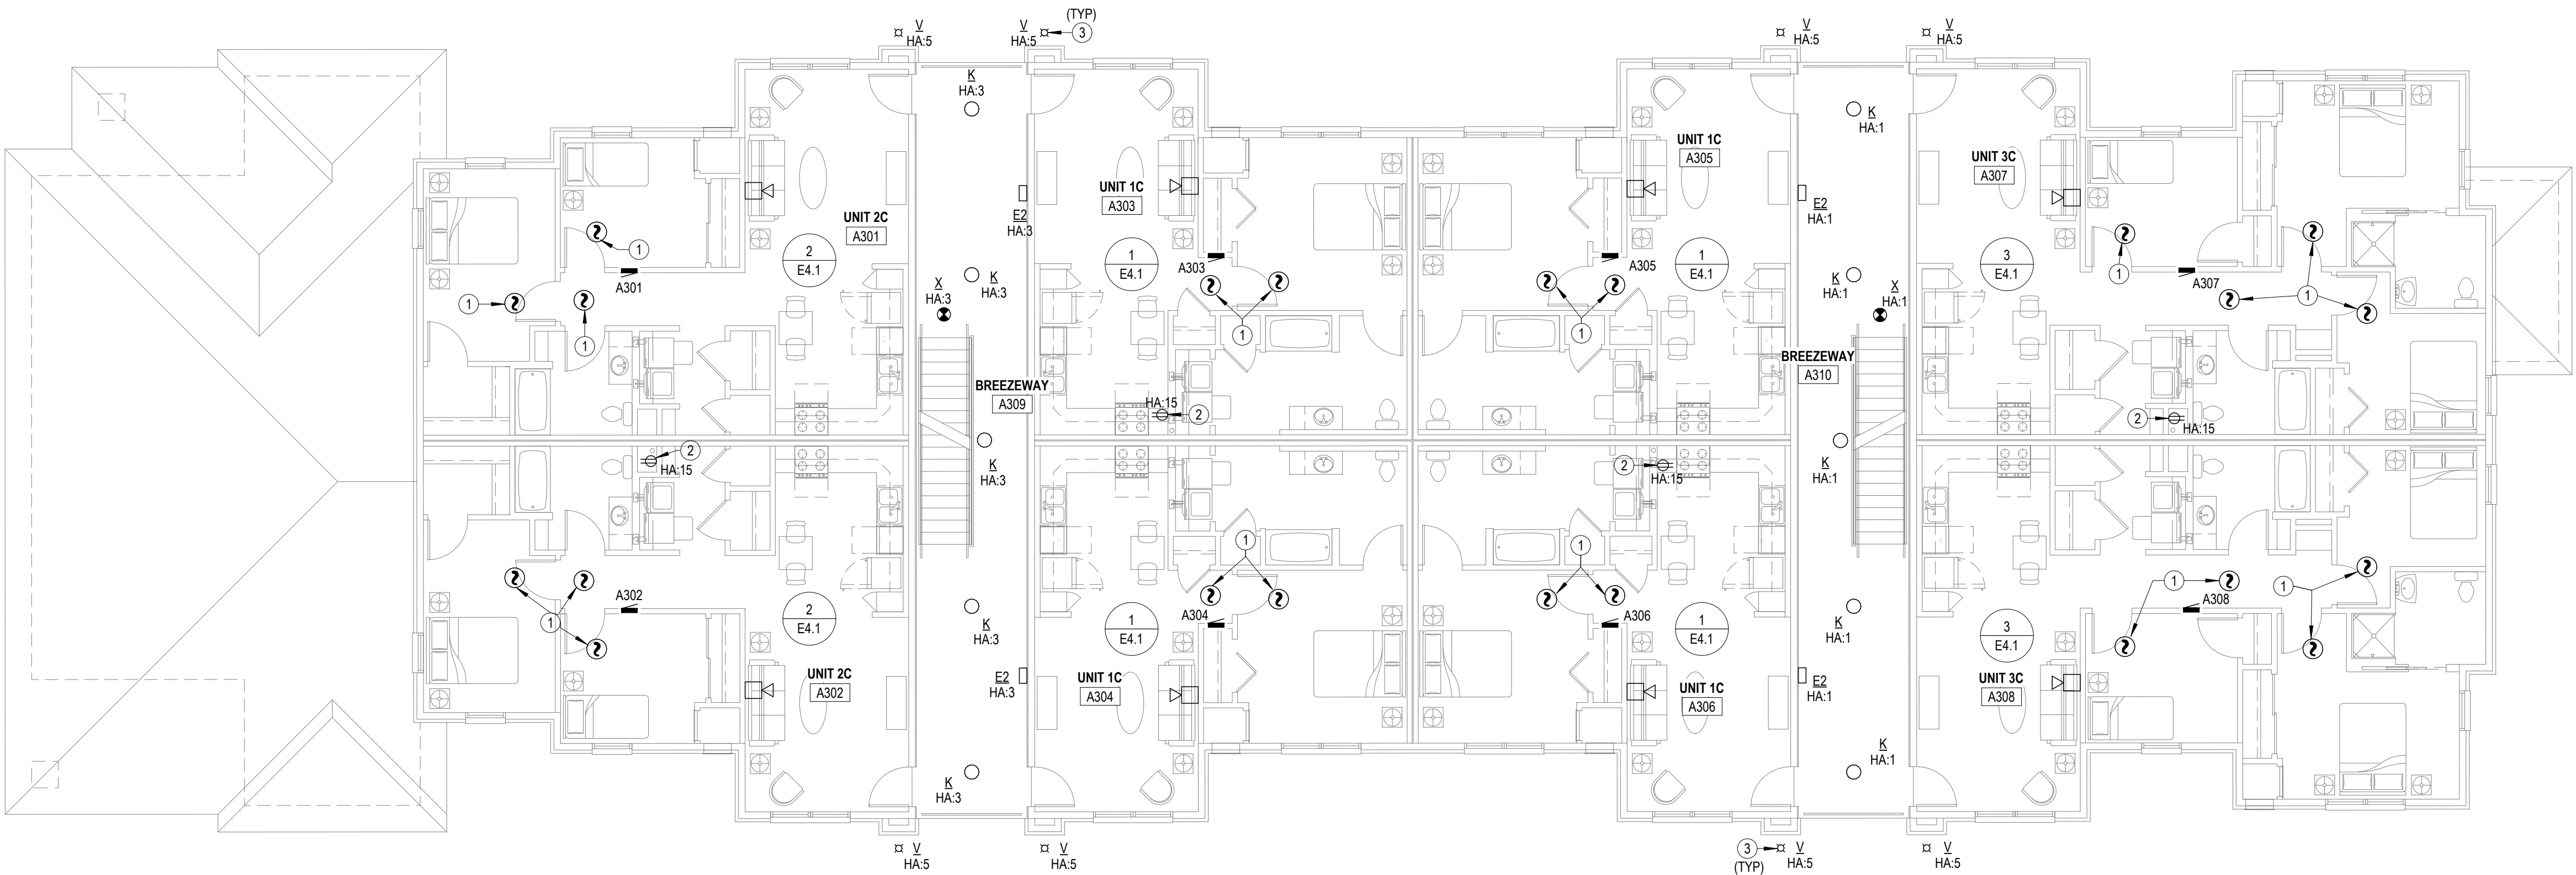 (TYP)
V
HA:5
V
HA:5
3
V
HA:5
V
HA:5
K
HA:3
K
HA:1
UNIT 2C
A301
UNIT 1C
A303
UNIT 1C
A305
UNIT 3C
A307
E2
HA:3
E2
HA:1
1
2
E4.1
1
E4.1
1
E4.1
3
E4.1
1
A301
A303
A305
A307
X
HA:3
K
HA:3
K
HA:1
X
HA:1
1
1
1
1
1
1
BREEZEWAY
A309
BREEZEWAY
A310
HA:15
2
2
HA:15
2
HA:15
K
HA:3
2
HA:15
K
HA:1
1
1
1
1
1
A302
2
E4.1
A304
1
E4.1
K
HA:3
A306
1
E4.1
K
HA:1
3
E4.1
A308
1
UNIT 2C
A302
E2
HA:3
UNIT 1C
A304
UNIT 1C
A306
E2
HA:1
UNIT 3C
A308
K
HA:3
K
HA:1
V
HA:5
V
HA:5
3
(TYP)
V
HA:5
V
HA:5